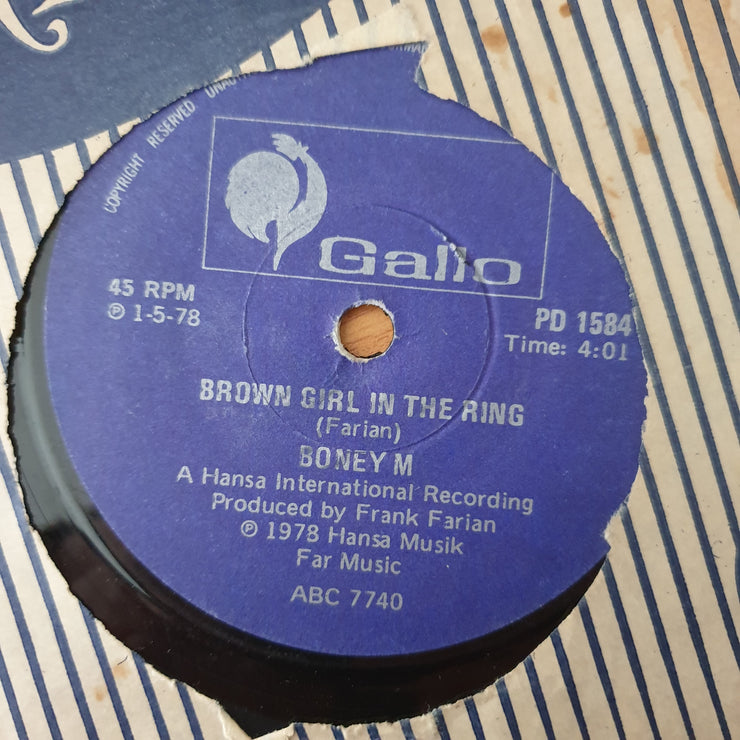 COPYRIGHT RESERVED
Gallo
45 RPM
℗ 1-5-78
PD 1584
Time: 4:01
BROWN GIRL IN THE RING
(Farian)
BONEY M
A Hansa International Recording
Produced by Frank Farian
℗ 1978 Hansa Musik
Far Music
ABC 7740